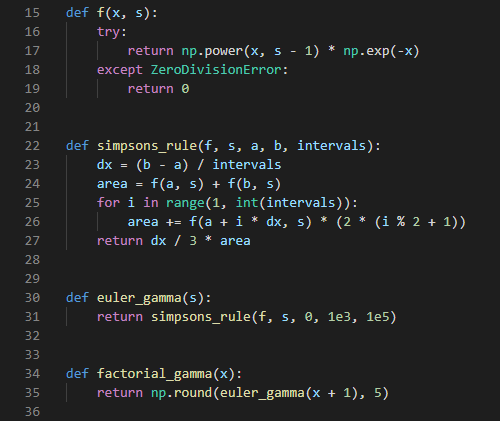 15 def f(x, s):
16     try:
17         return np.power(x, s - 1) * np.exp(-x)
18     except ZeroDivisionError:
19         return 0
20
21
22 def simpsons_rule(f, s, a, b, intervals):
23     dx = (b - a) / intervals
24     area = f(a, s) + f(b, s)
25     for i in range(1, int(intervals)):
26         area += f(a + i * dx, s) * (2 * (i % 2 + 1))
27     return dx / 3 * area
28
29
30 def euler_gamma(s):
31     return simpsons_rule(f, s, 0, 1e3, 1e5)
32
33
34 def factorial_gamma(x):
35     return np.round(euler_gamma(x + 1), 5)
36